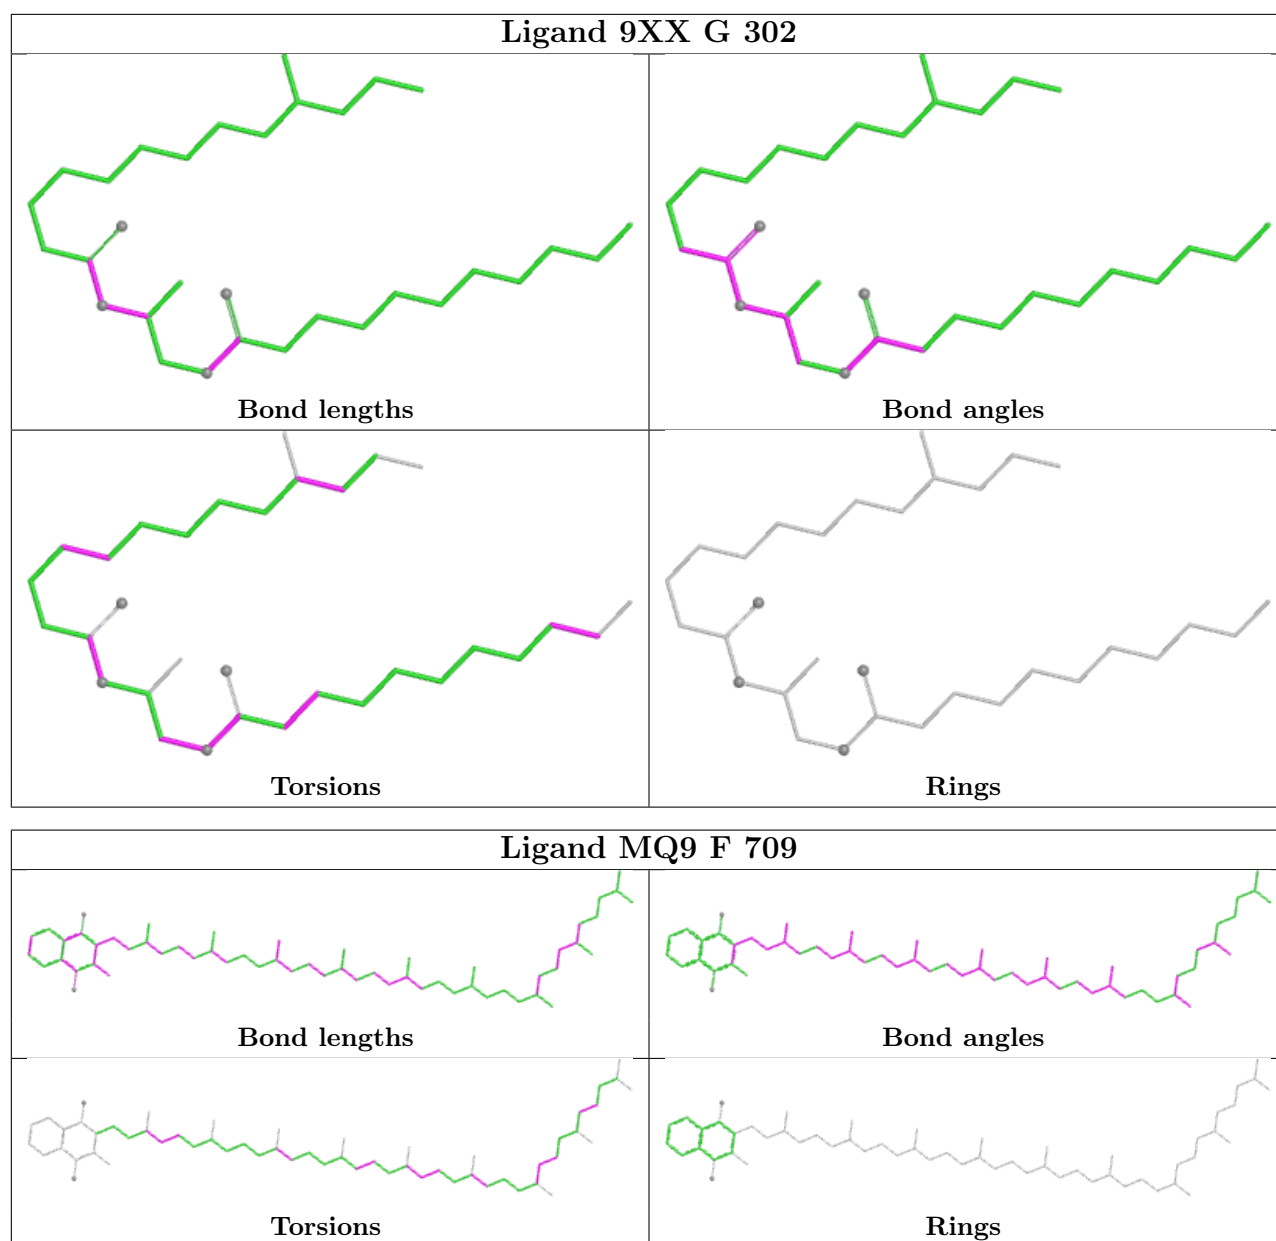 Ligand 9XX G 302
Bond lengths
Bond angles
Torsions
Rings
Ligand MQ9 F 709
Bond lengths
Bond angles
Torsions
Rings